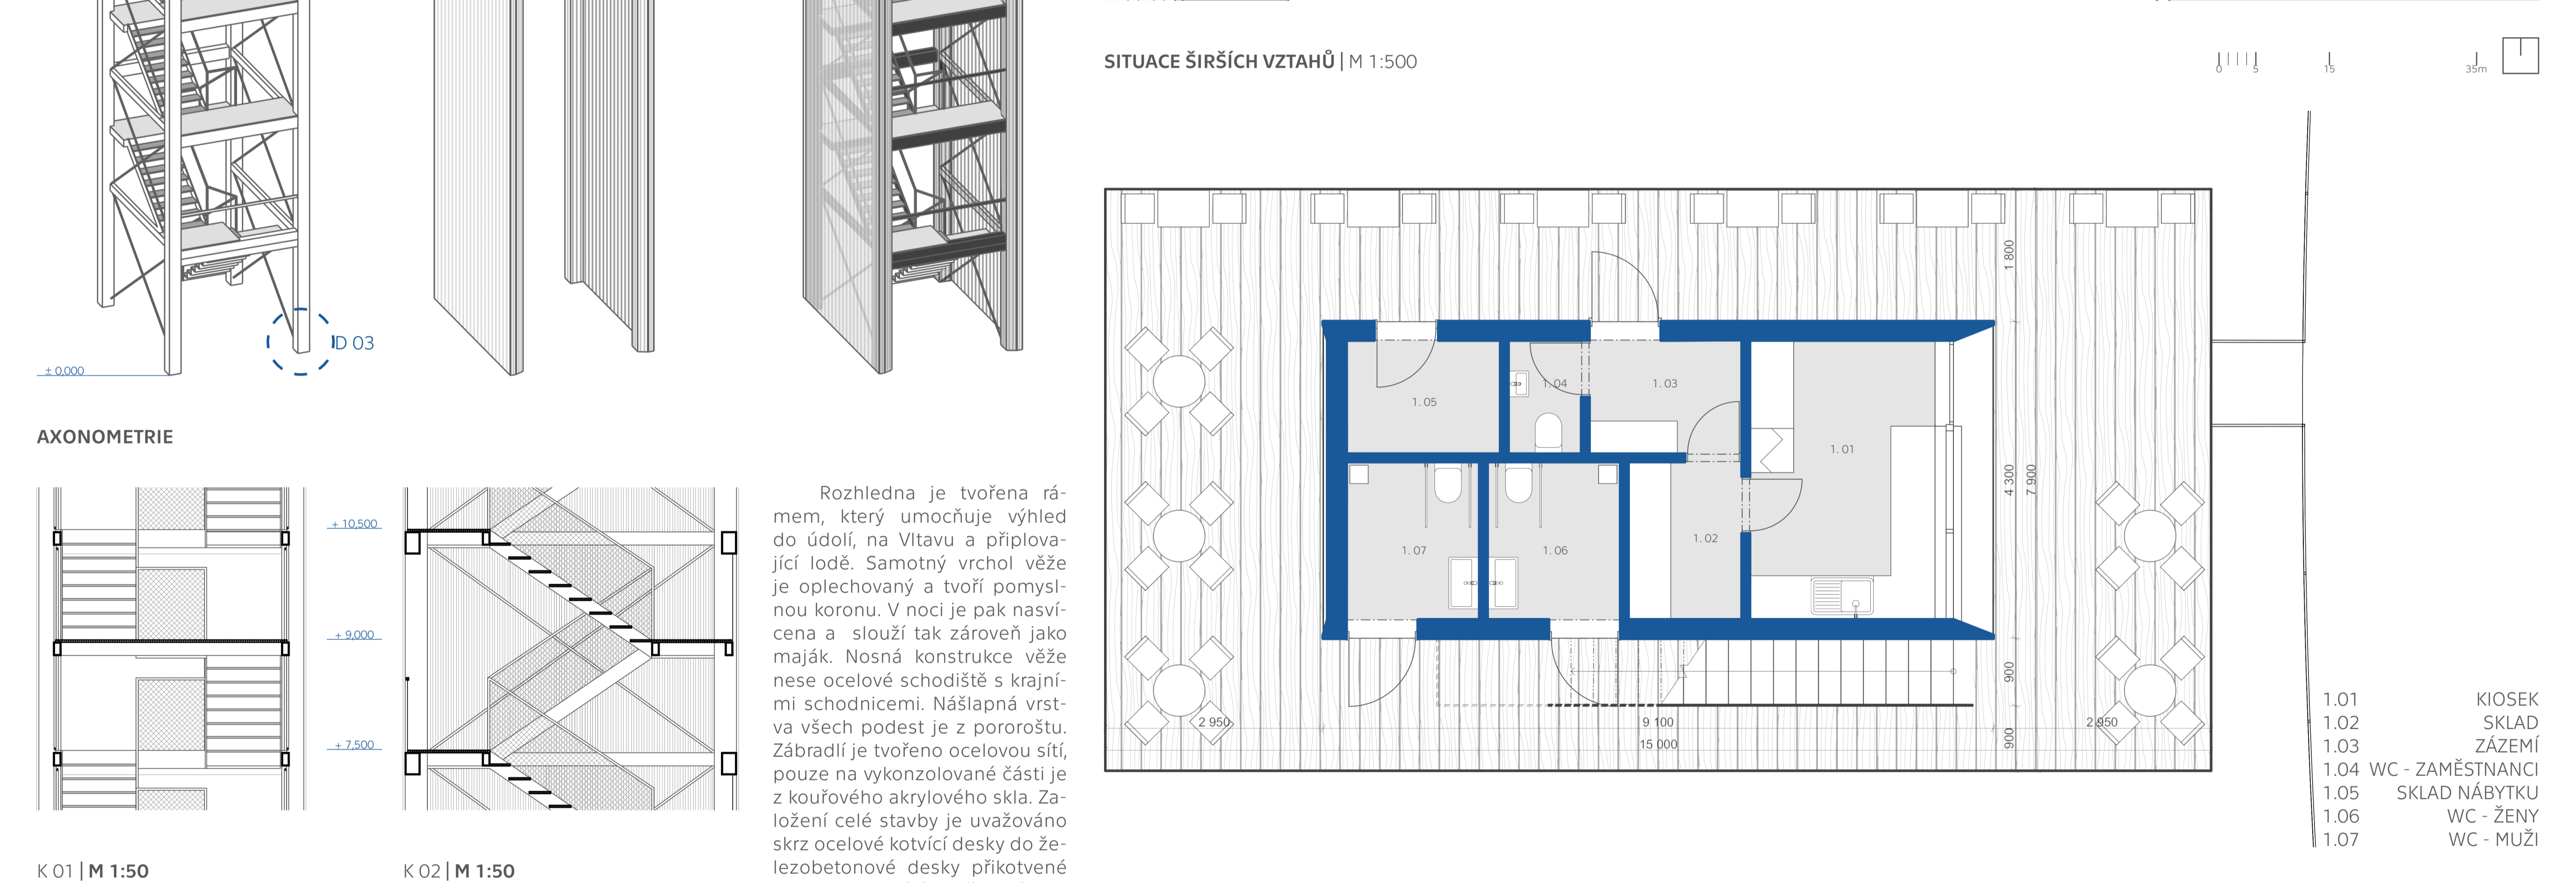 ± 0,000
D 03
AXONOMETRIE
+ 10,500
+ 9,000
+ 7,500
K 01 | M 1:50
K 02 | M 1:50
Rozhledna je tvořena rá-
mem, který umocňuje výhled
do údolí, na Vltavu a připlova-
jící lodě. Samotný vrchol věže
je oplechovaný a tvoří pomysl-
nou korunu. V noci je pak nasví-
cena a slouží tak zároveň jako
maják. Nosná konstrukce věže
nese ocelové schodiště s krajní-
mi schodnicemi. Nášlapná vrst-
va všech podest je z pororoštu.
Zábradlí je tvořeno ocelovou sítí,
pouze na vykonzolované části je
z kouřového akrylového skla. Za-
ložení celé stavby je uvažováno
skrz ocelové kotvící desky do že-
lezobetonové desky přikotvené
SITUACE ŠIRŠÍCH VZTAHŮ | M 1:500
0 5 15 35m
1 800
1. 05
1. 04
1. 03
1. 01
4 300
7 900
1. 07
1. 06
1. 02
900
2 950
9 100
2 950
15 000
900
1.01 KIOSEK
1.02 SKLAD
1.03 ZÁZEMÍ
1.04 WC - ZAMĚSTNANCI
1.05 SKLAD NÁBYTKU
1.06 WC - ŽENY
1.07 WC - MUŽI